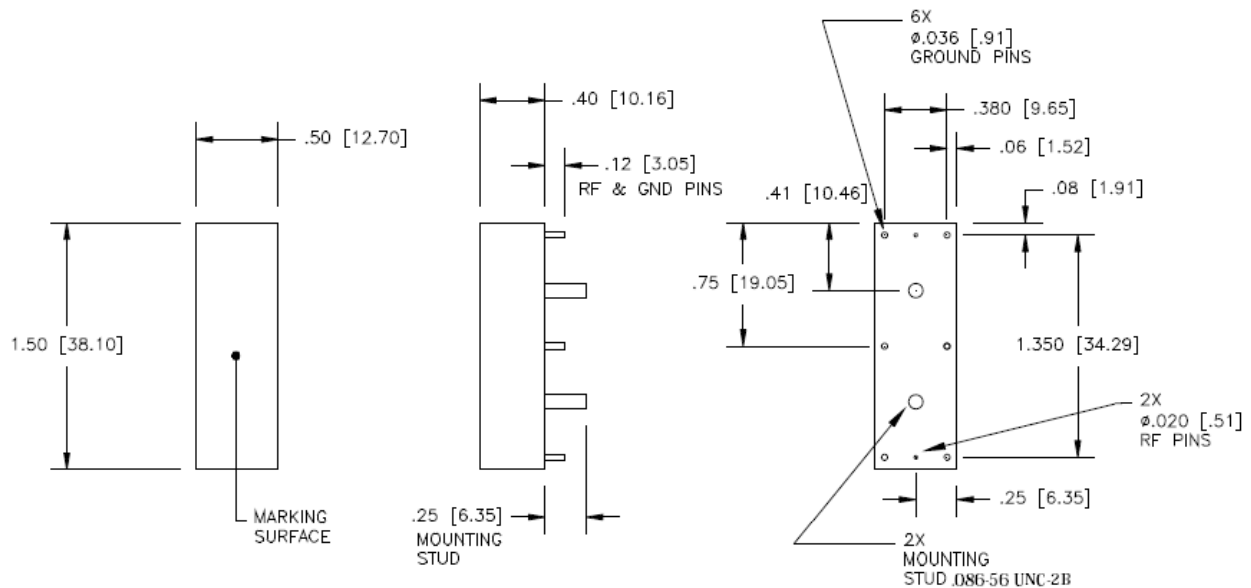 6X
ø.036 [.91]
GROUND PINS
.40 [10.16]
.380 [9.65]
.50 [12.70]
.06 [1.52]
.12 [3.05]
RF & GND PINS
.08 [1.91]
.41 [10.46]
.75 [19.05]
1.50 [38.10]
1.350 [34.29]
2X
ø.020 [.51]
RF PINS
.25 [6.35]
MARKING
SURFACE
.25 [6.35]
MOUNTING
STUD
2X
MOUNTING
STUD .086-56 UNC-2B